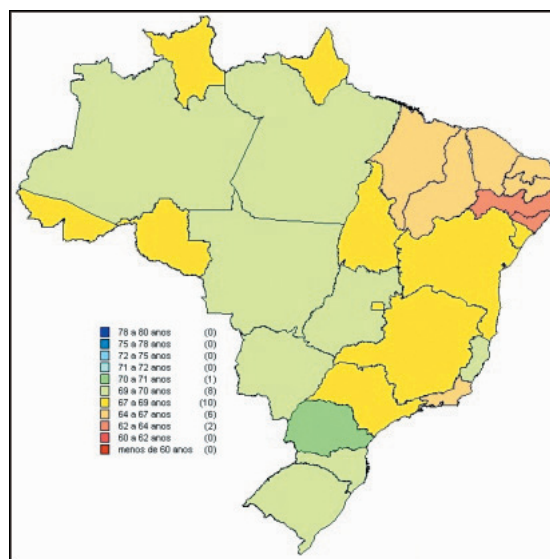 78 a 80 anos (0)
75 a 78 anos (0)
72 a 75 anos (0)
71 a 72 anos (0)
70 a 71 anos (1)
69 a 70 anos (8)
67 a 69 anos (10)
64 a 67 anos (6)
62 a 64 anos (2)
60 a 62 anos (0)
menos de 60 anos (0)